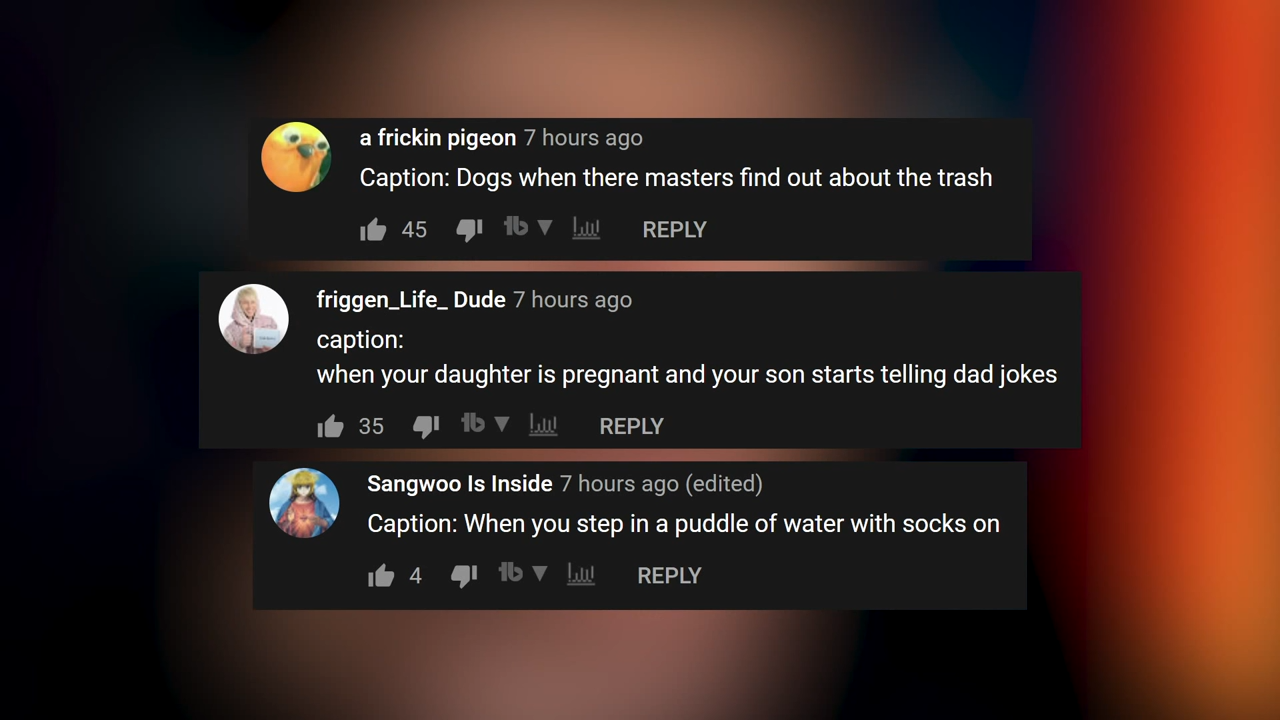 a frickin pigeon 7 hours ago
Caption: Dogs when there masters find out about the trash
45 REPLY
friggen_Life_ Dude 7 hours ago
caption:
when your daughter is pregnant and your son starts telling dad jokes
35 REPLY
Sangwoo Is Inside 7 hours ago (edited)
Caption: When you step in a puddle of water with socks on
4 REPLY